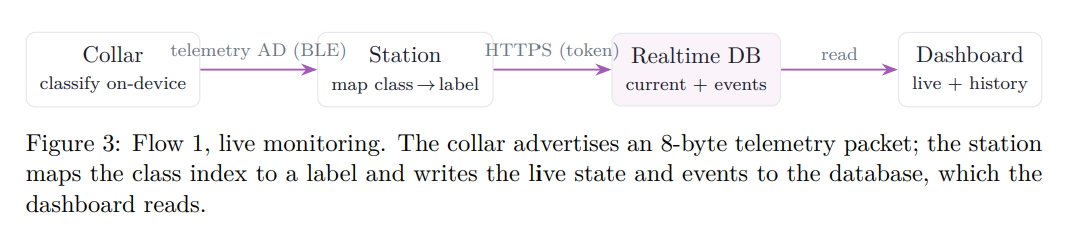 Collar
classify on-device
telemetry AD (BLE)
Station
map class→label
HTTPS (token)
Realtime DB
current + events
read
Dashboard
live + history
Figure 3: Flow 1, live monitoring. The collar advertises an 8-byte telemetry packet; the station
maps the class index to a label and writes the live state and events to the database, which the
dashboard reads.